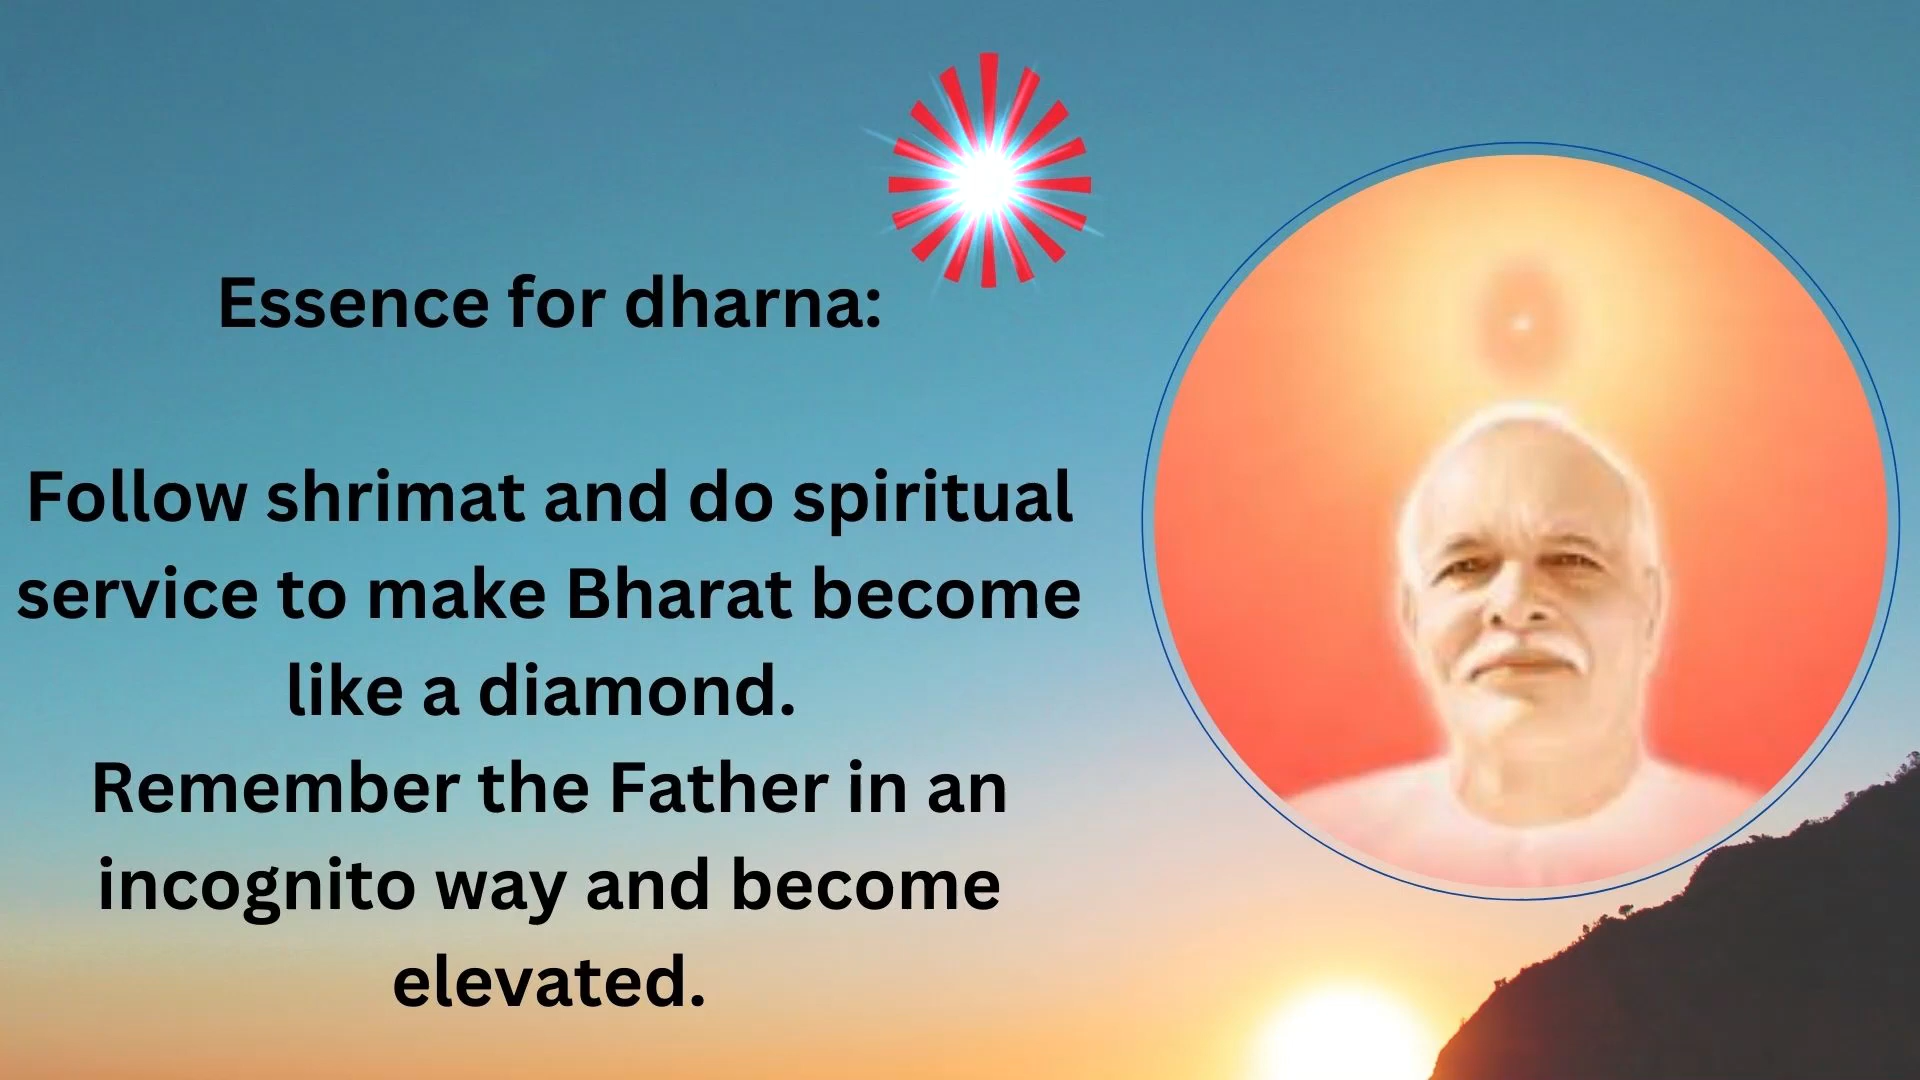 Essence for dharna:
Follow shrimat and do spiritual
service to make Bharat become
like a diamond.
Remember the Father in an
incognito way and become
elevated.